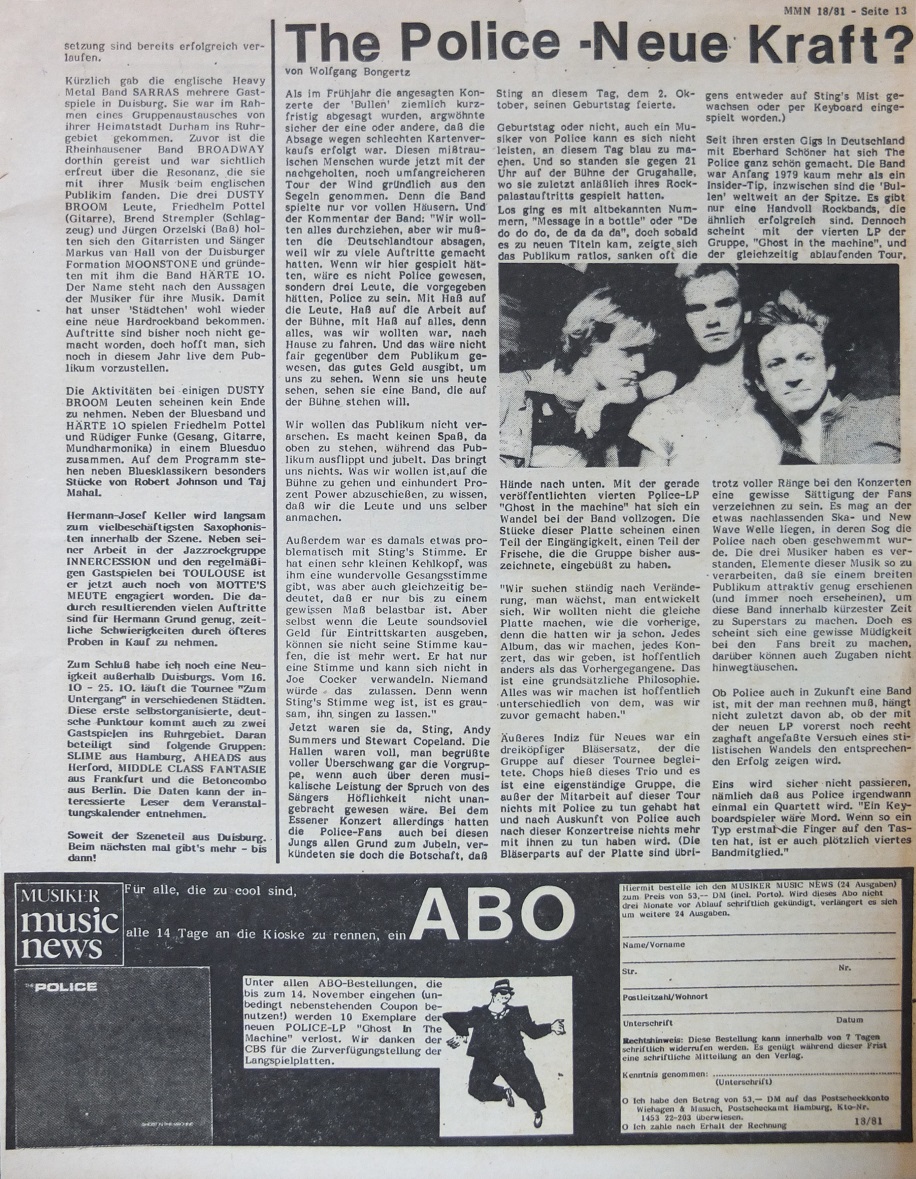 MMN 18/81 - Seite 13
setzung sind bereits erfolgreich ver-
laufen.
Kürzlich gab die englische Heavy
Metal Band SARRAS mehrere Gast-
spiele in Duisburg. Sie war im Rah-
men eines Gruppenaustausches von
ihrer Heimatstadt Durham ins Ruhr-
gebiet gekommen. Zuvor ist die
Rheinhausener Band BROADWAY
dorthin gereist und war sichtlich
erfreut über die Resonanz, die sie
mit ihrer Musik beim englischen
Publikim fanden. Die drei DUSTY
BROOM Leute, Friedhelm Pottel
(Gitarre), Brend Strempler (Schlag-
zeug) und Jürgen Orzelski (Baß) hol-
ten sich den Gitarristen und Sänger
Markus van Hall von der Duisburger
Formation MOONSTONE und gründe-
ten mit ihm die Band HÄRTE 10.
Der Name steht nach den Aussagen
der Musiker für ihre Musik. Damit
hat unser 'Städtchen' wohl wieder
eine neue Hardrockband bekommen.
Auftritte sind bisher noch nicht ge-
macht worden, doch hofft man, sich
noch in diesem Jahr live dem Pub-
likum vorzustellen.
Die Aktivitäten bei einigen DUSTY
BROOM Leuten scheinen kein Ende
zu nehmen. Neben der Bluesband und
HÄRTE 10 spielen Friedhelm Pottel
und Rüdiger Funke (Gesang, Gitarre,
Mundharmonika) in einem Bluesduo
zusammen. Auf dem Programm ste-
hen neben Bluesklassikern besonders
Stücke von Robert Johnson und Taj
Mahal.
Hermann-Josef Keller wird langsam
zum vielbeschäftigsten Saxophonis-
ten innerhalb der Szene. Neben sei-
ner Arbeit in der Jazzrockgruppe
INNERCESSION und den regelmäßi-
gen Gastspielen bei TOULOUSE ist
er jetzt auch noch von MOTTE'S
MEUTE engagiert worden. Die da-
durch resultierenden vielen Auftritte
sind für Hermann Grund genug, zeit-
liche Schwierigkeiten durch öfteres
Proben in Kauf zu nehmen.
Zum Schluß habe ich noch eine Neu-
igkeit außerhalb Duisburgs. Vom 16.
10 - 25. 10. läuft die Tournee "Zum
Untergang" in verschiedenen Städten.
Diese erste selbstorganisierte, deut-
sche Punktour kommt auch zu zwei
Gastspielen ins Ruhrgebiet. Daran
beteiligt sind folgende Gruppen:
SLIME aus Hamburg, AHEADS aus
Herford, MIDDLE CLASS FANTASIE
aus Frankfurt und die Betoncombo
aus Berlin. Die Daten kann der in-
teressierte Leser dem Veranstal-
tungskalender entnehmen.
Soweit der Szeneteil aus Duisburg.
Beim nächsten mal gibt's mehr - bis
dann!
The Police - Neue Kraft?
von Wolfgang Bongertz
Als im Frühjahr die angesagten Kon-
zerte der 'Bullen' ziemlich kurz-
fristig abgesagt wurden, argwöhnte
sicher der eine oder andere, daß die
Absage wegen schlechten Kartenver-
kaufs erfolgt war. Diesen mißtrau-
ischen Menschen wurde jetzt mit der
nachgeholten, noch umfangreicheren
Tour der Wind gründlich aus den
Segeln genommen. Denn die Band
spielte nur vor vollen Häusern. Und
der Kommentar der Band: "Wir woll-
ten alles durchziehen, aber wir muß-
ten die Deutschlandtour absagen,
weil wir zu viele Auftritte gemacht
hatten. Wenn wir hier gespielt hät-
ten, wäre es nicht Police gewesen,
sondern drei Leute, die vorgegeben
hätten, Police zu sein. Mit Haß auf
die Leute, Haß auf die Arbeit auf
der Bühne, mit Haß auf alles, denn
alles, was wir wollten war, nach
Hause zu fahren. Und das wäre nicht
fair gegenüber dem Publikum ge-
wesen, das gutes Geld ausgibt, um
uns zu sehen. Wenn sie uns heute
sehen, sehen sie eine Band, die auf
der Bühne stehen will.
Wir wollen das Publikum nicht ver-
arschen. Es macht keinen Spaß, da
oben zu stehen, während das Pub-
likum ausflippt und jubelt. Das bringt
uns nichts. Was wir wollen ist,auf die
Bühne zu gehen und einhundert Pro-
zent Power abzuschießen, zu wissen,
daß wir die Leute und uns selber
anmachen.
Außerdem war es damals etwas pro-
blematisch mit Sting's Stimme. Er
hat einen sehr kleinen Kehlkopf, was
ihm eine wundervolle Gesangsstimme
gibt, was aber auch gleichzeitig be-
deutet, daß er nur bis zu einem
gewissen Maß belastbar ist. Aber
selbst wenn die Leute soundsoviel
Geld für Eintrittskarten ausgeben,
können sie nicht seine Stimme kau-
fen, die ist mehr wert. Er hat nur
eine Stimme und kann sich nicht in
Joe Cocker verwandeln. Niemand
würde das zulassen. Denn wenn
Sting's Stimme weg ist, ist es grau-
sam, ihn singen zu lassen."
Jetzt waren sie da, Sting, Andy
Summers und Stewart Copeland. Die
Hallen waren voll, man begrüßte
voller Überschwang gar die Vorgrup-
pe, wenn auch über deren musi-
kalische Leistung der Spruch von des
Sängers Höflichkeit nicht unan-
gebracht gewesen wäre. Bei dem
Essener Konzert allerdings hatten
die Police-Fans auch bei diesen
Jungs allen Grund zum Jubeln, ver-
kündeten sie doch die Botschaft, daß
Sting an diesem Tag, dem 2. Ok-
tober, seinen Geburtstag feierte.
Geburtstag oder nicht, auch ein Mu-
siker von Police kann es sich nicht
leisten, an diesem Tag blau zu ma-
chen. Und so standen sie gegen 21
Uhr auf der Bühne der Grugahalle,
wo sie zuletzt anläßlich ihres Rock-
palastauftritts gespielt hatten.
Los ging es mit altbekannten Num-
mern, "Message in a bottle" oder "De
do do do, de da da da", doch sobald
es zu neuen Titeln kam, zeigte sich
das Publikum ratlos, sanken oft die
Hände nach unten. Mit der gerade
veröffentlichten vierten Police-LP
"Ghost in the machine" hat sich ein
Wandel bei der Band vollzogen. Die
Stücke dieser Platte scheinen einen
Teil der Eingängigkeit, einen Teil der
Frische, die die Gruppe bisher aus-
zeichnete, eingebüßt zu haben.
"Wir suchen ständig nach Verände-
rung, man wächst, man entwickelt
sich. Wir wollten nicht die gleiche
Platte machen, wie die vorherige,
denn die hatten wir ja schon. Jedes
Album, das wir machen, jedes Kon-
zert, das wir geben, ist hoffentlich
anders als das Vorhergegangene. Das
ist eine grundsätzliche Philosophie.
Alles was wir machen ist hoffentlich
unterschiedlich von dem, was wir
zuvor gemacht haben."
Äußeres Indiz für Neues war ein
dreiköpfiger Bläsersatz, der die
Gruppe auf dieser Tournee beglei-
tete. Chops hieß dieses Trio und es
ist eine eigenständige Gruppe, die
außer der Mitarbeit auf dieser Tour
nichts mit Police zu tun gehabt hat
und nach Auskunft von Police auch
nach dieser Konzertreise nichts mehr
mit ihnen zu tun haben wird. (Die
Bläserparts auf der Platte sind übri-
gens entweder auf Sting's Mist ge-
wachsen oder per Keyboard einge-
spielt worden.)
Seit ihren ersten Gigs in Deutschland
mit Eberhard Schöner hat sich The
Police ganz schön gemacht. Die Band
war Anfang 1979 kaum mehr als ein
Insider-Tip, inzwischen sind die 'Bul-
len' weltweit an der Spitze. Es gibt
nur eine Handvoll Rockbands, die
ähnlich erfolgreich sind. Dennoch
scheint mit der vierten LP der
Gruppe, "Ghost in the machine", und
der gleichzeitig ablaufenden Tour,
trotz voller Ränge bei den Konzerten
eine gewisse Sättigung der Fans
verzeichnen zu sein. Es mag an der
etwas nachlassenden Ska- und New
Wave Welle liegen, in deren Sog die
Police nach oben geschwemmt wur-
de. Die drei Musiker haben es ver-
standen, Elemente dieser Musik so zu
verarbeiten, daß sie einem breiten
Publikum attraktiv genug erschienen
(und immer noch erscheinen), um
diese Band innerhalb kürzester Zeit
zu Superstars zu machen. Doch es
scheint sich eine gewisse Müdigkeit
bei den Fans breit zu machen,
darüber können auch Zugaben nicht
hinwegtäuschen.
Ob Police auch in Zukunft eine Band
ist, mit der man rechnen muß, hängt
nicht zuletzt davon ab, ob der mit
der neuen LP vorerst noch recht
zaghaft angefaßte Versuch eines sti-
listischen Wandels den entsprechen-
den Erfolg zeigen wird.
Eins wird sicher nicht passieren,
nämlich daß aus Police irgendwann
einmal ein Quartett wird. "Ein Key-
boardspieler wäre Mord. Wenn so ein
Typ erstmal die Finger auf den Tas-
ten hat, ist er auch plötzlich viertes
Bandmitglied."
MUSIKER
music
news
Für alle, die zu cool sind,
alle 14 Tage an die Kioske zu rennen, ein
ABO
THE POLICE
GHOST IN THE MACHINE
Unter allen ABO-Bestellungen, die
bis zum 14. November eingehen (un-
bedingt nebenstehenden Coupon be-
nutzen!) werden 10 Exemplare der
neuen POLICE-LP "Ghost In The
Machine" verlost. Wir danken der
CBS für die Zurverfügungstellung der
Langspielplatten.
Hiermit bestelle ich den MUSIKER MUSIC NEWS (24 Ausgaben)
zum Preis von 53,— DM (incl. Porto). Wird dieses Abo nicht
drei Monate vor Ablauf schriftlich gekündigt, verlängert es sich
um weitere 24 Ausgaben.
Name/Vorname
Str. Nr.
Postleitzahl/Wohnort
Unterschrift Datum
Rechtshinweis: Diese Bestellung kann innerhalb von 7 Tagen
schriftlich widerrufen werden. Es genügt während dieser Frist
eine schriftliche Mitteilung an den Verlag.
Kenntnis genommen: ........................................
(Unterschrift)
O Ich habe den Betrag von 53,— DM auf das Postscheckkonto
Wiehagen & Masuch, Postscheckamt Hamburg, Kto-Nr.
1453 22-203 überwiesen.
O Ich zahle nach Erhalt der Rechnung
18/81